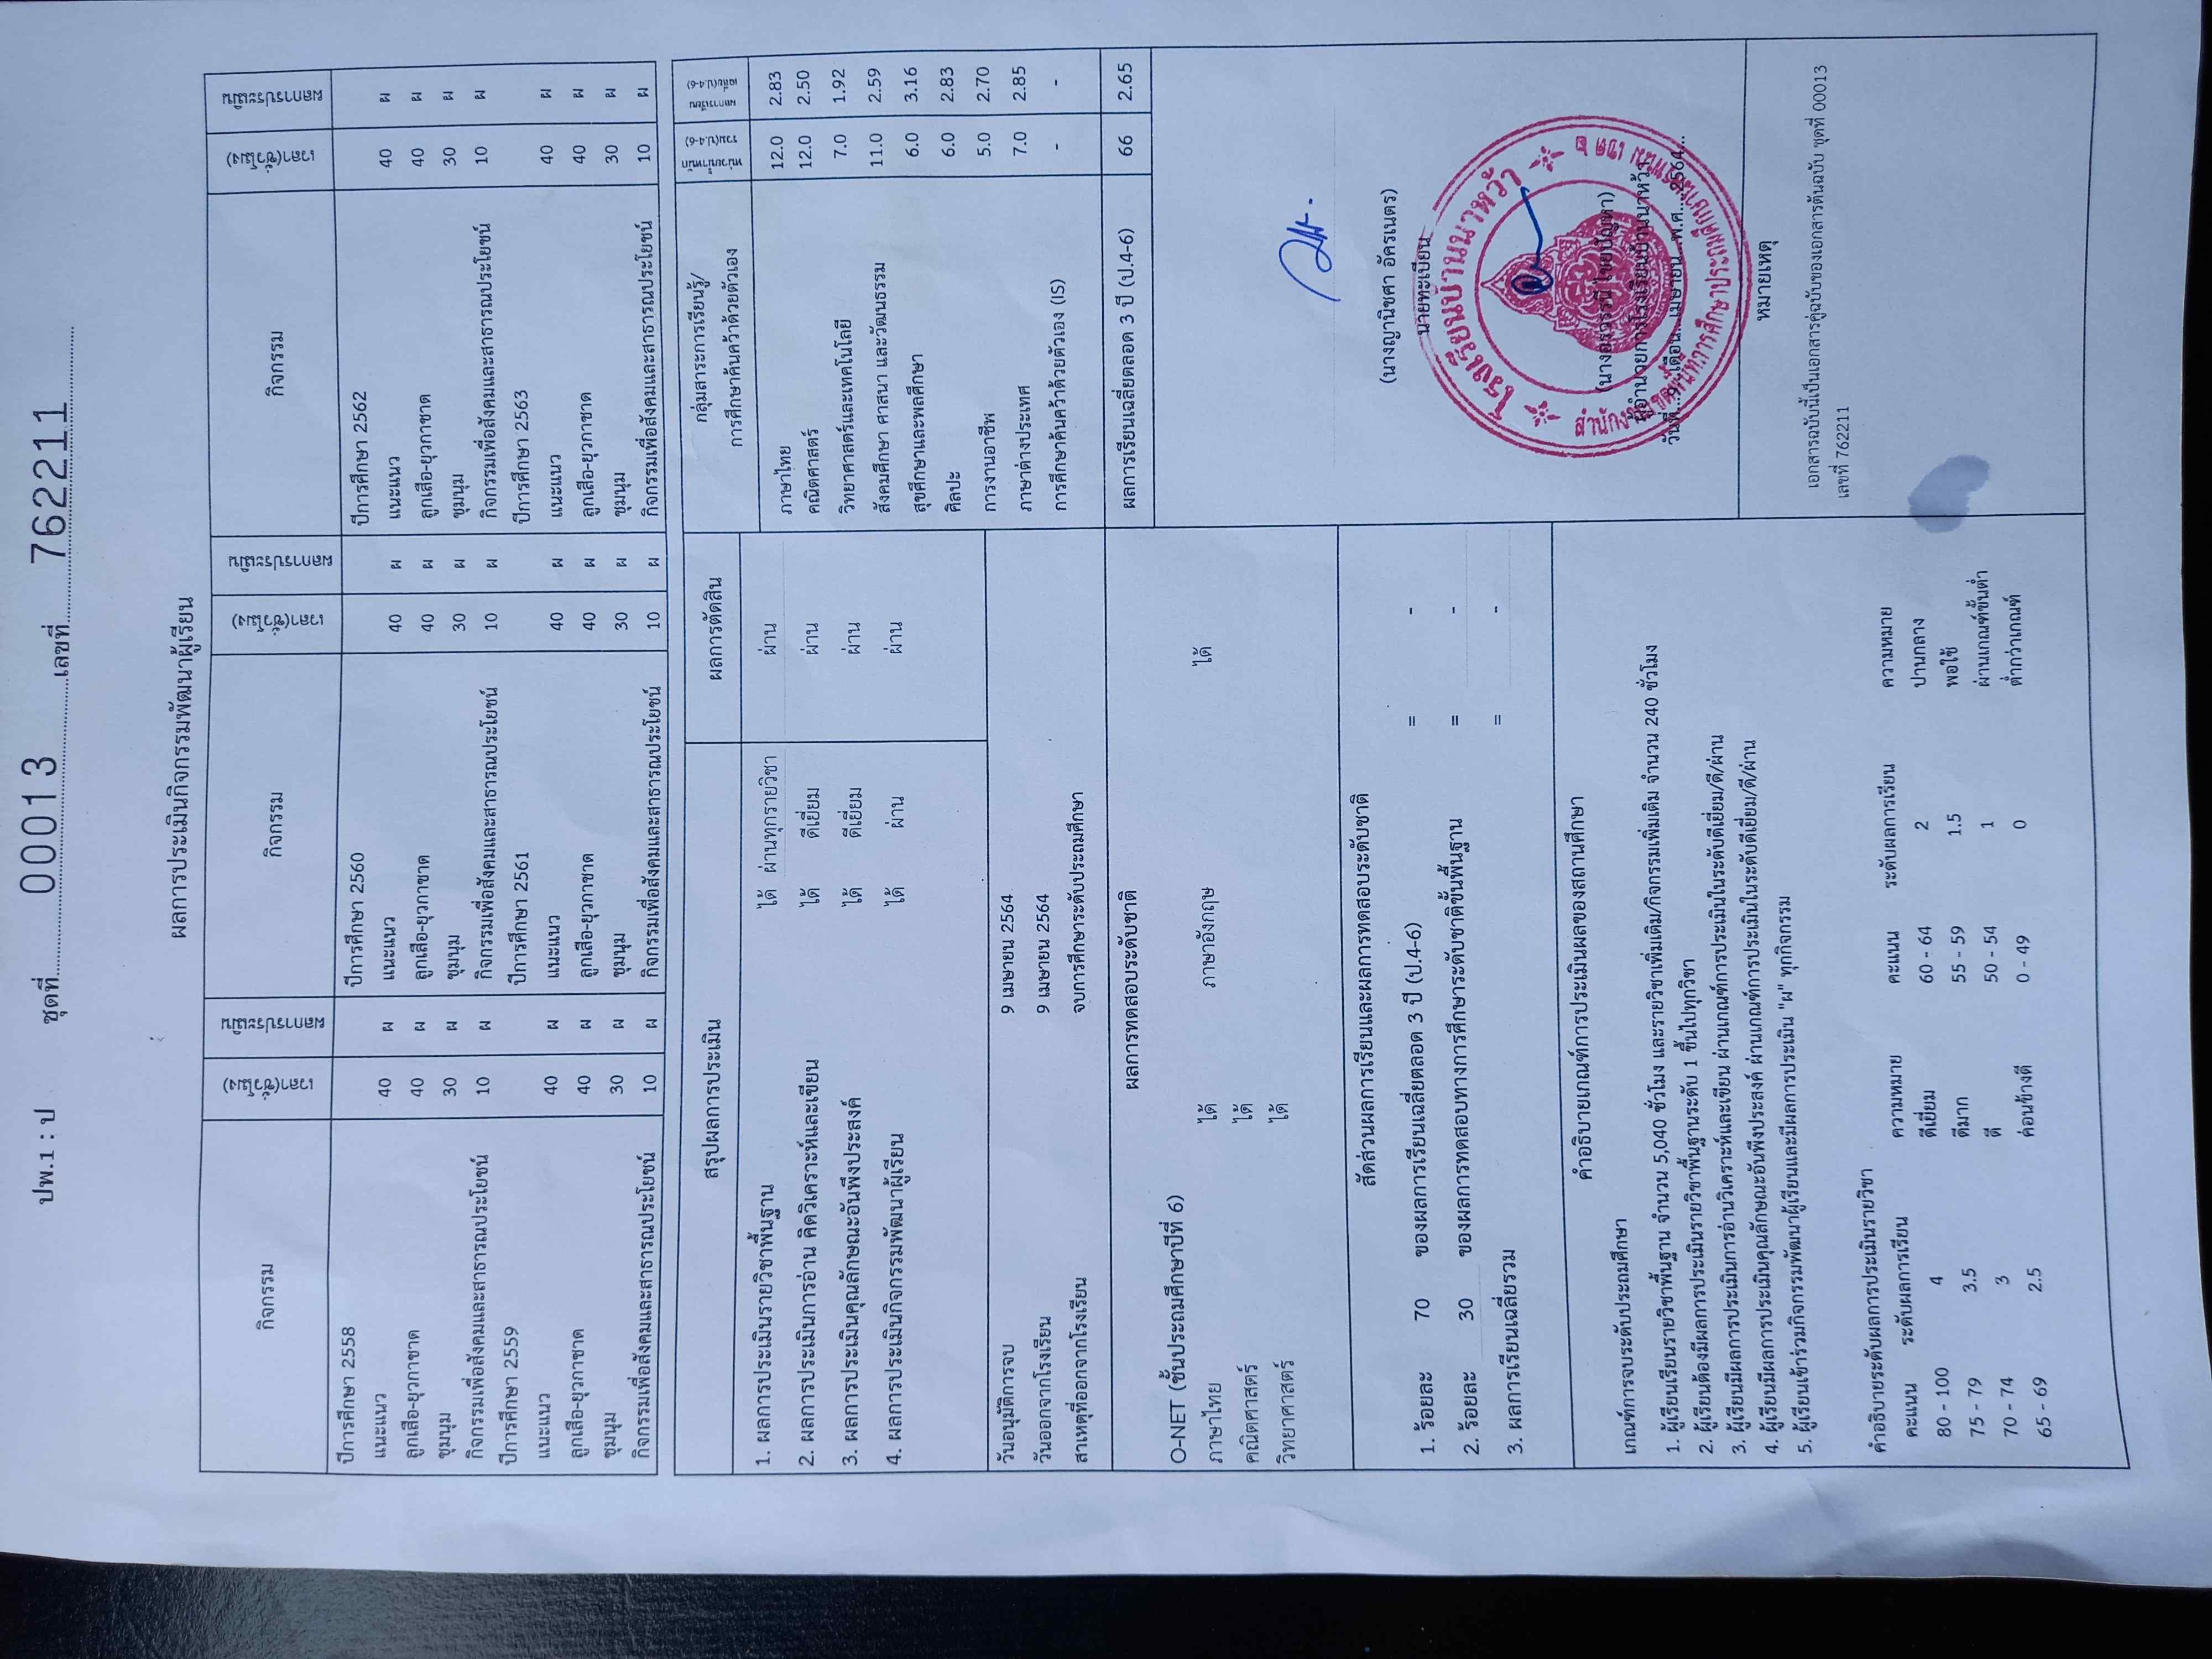 ปพ.1 : ป ชุดที่ 00013 เลขที่ 762211
ผลการประเมินกิจกรรมพัฒนาผู้เรียน
กิจกรรม เวลา(ชั่วโมง) ผลการประเมิน กิจกรรม เวลา(ชั่วโมง) ผลการประเมิน กิจกรรม เวลา(ชั่วโมง) ผลการประเมิน
ปีการศึกษา 2558 ปีการศึกษา 2560 ปีการศึกษา 2562
แนะแนว 40 ผ แนะแนว 40 ผ แนะแนว 40 ผ
ลูกเสือ-ยุวกาชาด 40 ผ ลูกเสือ-ยุวกาชาด 40 ผ ลูกเสือ-ยุวกาชาด 40 ผ
ชุมนุม 30 ผ ชุมนุม 30 ผ ชุมนุม 30 ผ
กิจกรรมเพื่อสังคมและสาธารณประโยชน์ 10 ผ กิจกรรมเพื่อสังคมและสาธารณประโยชน์ 10 ผ กิจกรรมเพื่อสังคมและสาธารณประโยชน์ 10 ผ
ปีการศึกษา 2559 ปีการศึกษา 2561 ปีการศึกษา 2563
แนะแนว 40 ผ แนะแนว 40 ผ แนะแนว 40 ผ
ลูกเสือ-ยุวกาชาด 40 ผ ลูกเสือ-ยุวกาชาด 40 ผ ลูกเสือ-ยุวกาชาด 40 ผ
ชุมนุม 30 ผ ชุมนุม 30 ผ ชุมนุม 30 ผ
กิจกรรมเพื่อสังคมและสาธารณประโยชน์ 10 ผ กิจกรรมเพื่อสังคมและสาธารณประโยชน์ 10 ผ กิจกรรมเพื่อสังคมและสาธารณประโยชน์ 10 ผ
สรุปผลการประเมิน ผลการตัดสิน
1. ผลการประเมินรายวิชาพื้นฐาน ได้ ผ่านทุกรายวิชา ผ่าน
2. ผลการประเมินการอ่าน คิดวิเคราะห์และเขียน ได้ ดีเยี่ยม ผ่าน
3. ผลการประเมินคุณลักษณะอันพึงประสงค์ ได้ ดีเยี่ยม ผ่าน
4. ผลการประเมินกิจกรรมพัฒนาผู้เรียน ได้ ผ่าน ผ่าน
วันอนุมัติการจบ 9 เมษายน 2564
วันออกจากโรงเรียน 9 เมษายน 2564
สาเหตุที่ออกจากโรงเรียน จบการศึกษาระดับประถมศึกษา
ผลการทดสอบระดับชาติ
O-NET (ชั้นประถมศึกษาปีที่ 6)
ภาษาไทย ได้ ภาษาอังกฤษ ได้
คณิตศาสตร์ ได้
วิทยาศาสตร์ ได้
สัดส่วนผลการเรียนและผลการทดสอบระดับชาติ
1. ร้อยละ 70 ของผลการเรียนเฉลี่ยตลอด 3 ปี (ป.4-6) = -
2. ร้อยละ 30 ของผลการทดสอบทางการศึกษาระดับชาติขั้นพื้นฐาน = -
3. ผลการเรียนเฉลี่ยรวม = -
คำอธิบายเกณฑ์การประเมินผลของสถานศึกษา
เกณฑ์การจบระดับประถมศึกษา
1. ผู้เรียนเรียนรายวิชาพื้นฐาน จำนวน 5,040 ชั่วโมง และรายวิชาเพิ่มเติม/กิจกรรมเพิ่มเติม จำนวน 240 ชั่วโมง
2. ผู้เรียนต้องมีผลการประเมินรายวิชาพื้นฐานระดับ 1 ขึ้นไปทุกวิชา
3. ผู้เรียนมีผลการประเมินการอ่านวิเคราะห์และเขียน ผ่านเกณฑ์การประเมินในระดับดีเยี่ยม/ดี/ผ่าน
4. ผู้เรียนมีผลการประเมินคุณลักษณะอันพึงประสงค์ ผ่านเกณฑ์การประเมินในระดับดีเยี่ยม/ดี/ผ่าน
5. ผู้เรียนเข้าร่วมกิจกรรมพัฒนาผู้เรียนและมีผลการประเมิน "ผ" ทุกกิจกรรม
คำอธิบายระดับผลการประเมินรายวิชา
คะแนน ระดับผลการเรียน ความหมาย คะแนน ระดับผลการเรียน ความหมาย
80 - 100 4 ดีเยี่ยม 60 - 64 2 ปานกลาง
75 - 79 3.5 ดีมาก 55 - 59 1.5 พอใช้
70 - 74 3 ดี 50 - 54 1 ผ่านเกณฑ์ขั้นต่ำ
65 - 69 2.5 ค่อนข้างดี 0 - 49 0 ต่ำกว่าเกณฑ์
กลุ่มสาระการเรียนรู้/ หน่วยน้ำหนัก ผลการเรียน
การศึกษาค้นคว้าด้วยตัวเอง รวม(ป.4-6) เฉลี่ย(ป.4-6)
ภาษาไทย 12.0 2.83
คณิตศาสตร์ 12.0 2.50
วิทยาศาสตร์และเทคโนโลยี 7.0 1.92
สังคมศึกษา ศาสนา และวัฒนธรรม 11.0 2.59
สุขศึกษาและพลศึกษา 6.0 3.16
ศิลปะ 6.0 2.83
การงานอาชีพ 5.0 2.70
ภาษาต่างประเทศ 7.0 2.85
การศึกษาค้นคว้าด้วยตัวเอง (IS) - -
ผลการเรียนเฉลี่ยตลอด 3 ปี (ป.4-6) 66 2.65
(นางญานิชศา อัครเนตร)
นายทะเบียน
โรงเรียนบ้านนาหว้า
ผู้อำนวยการโรงเรียนบ้านนาหว้า
วันที่...9...เดือน...เมษายน...พ.ศ....2564...
หมายเหตุ
เอกสารฉบับนี้เป็นเอกสารคู่ฉบับของเอกสารต้นฉบับ ชุดที่ 00013
เลขที่ 762211